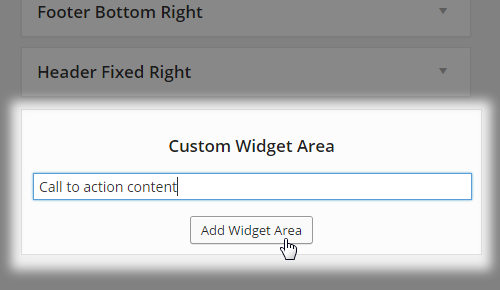 Footer Bottom Right
Header Fixed Right
Custom Widget Area
Call to action content
Add Widget Area